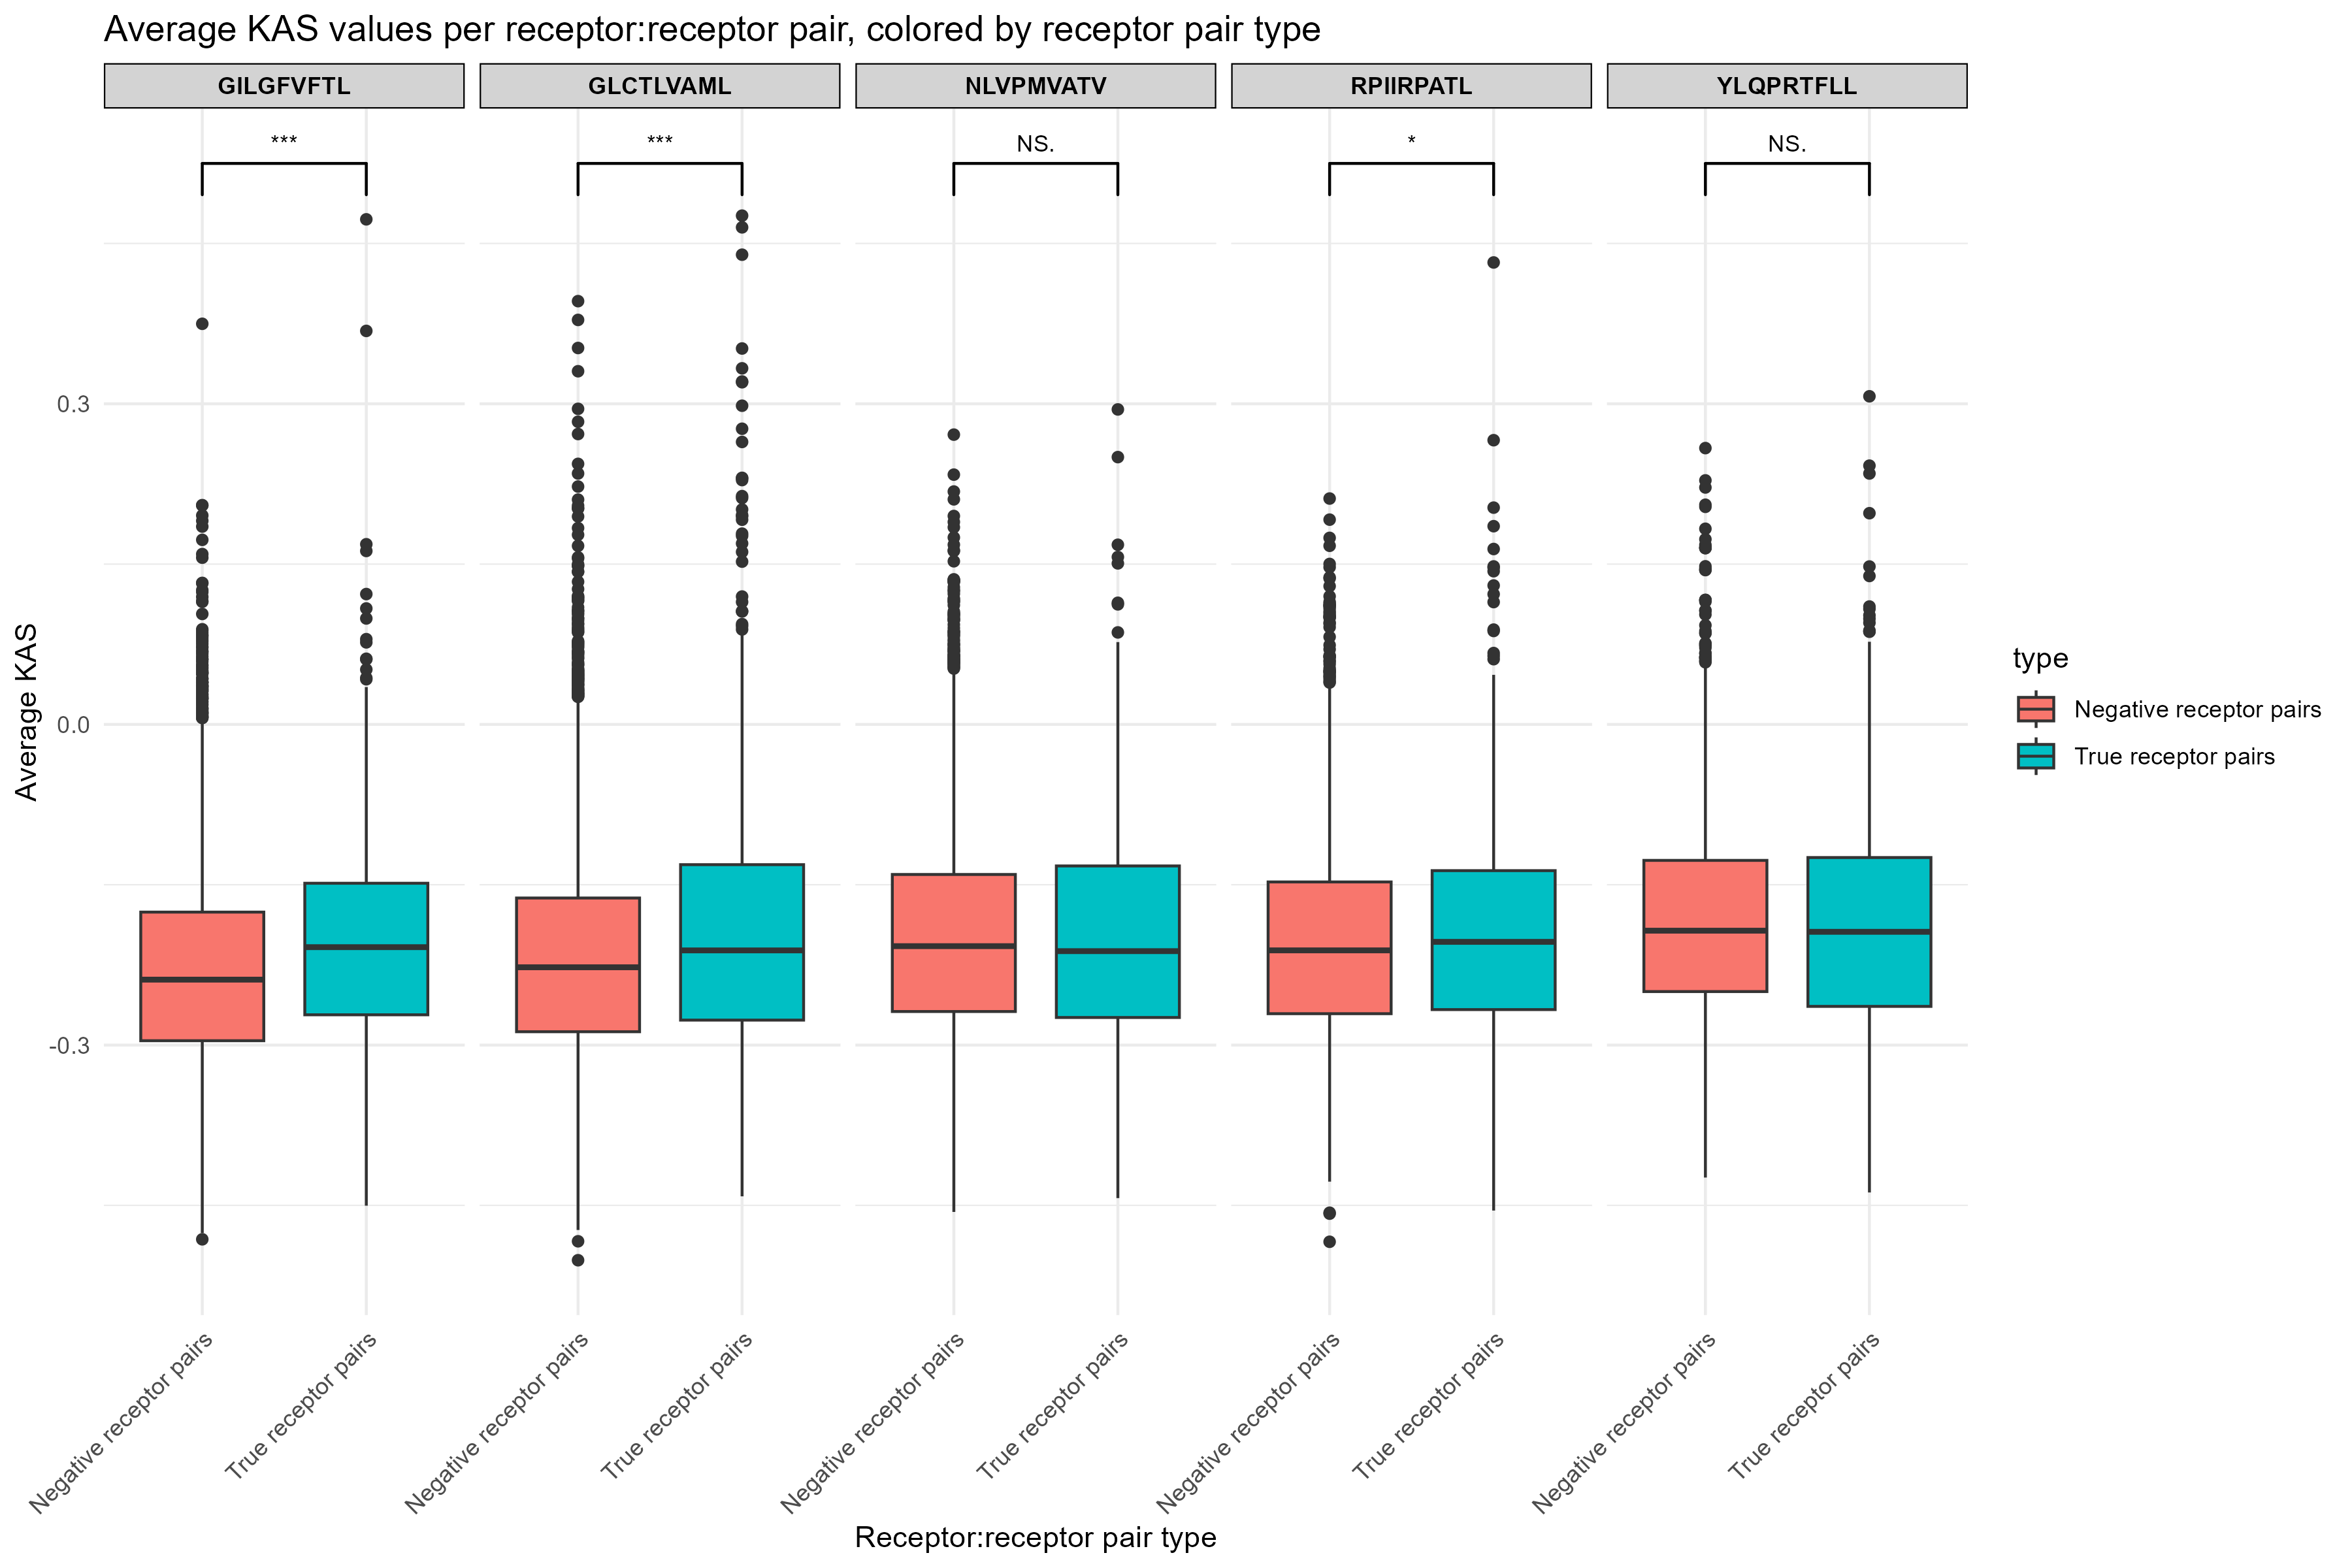 Average KAS values per receptor:receptor pair, colored by receptor pair type
GILGFVFTL
GLCTLVAML
NLVPMVATV
RPIIRPATL
YLQPRTFLL
***
***
NS.
*
NS.
0.3
0.0
-0.3
Average KAS
Negative receptor pairs
True receptor pairs
Negative receptor pairs
True receptor pairs
Negative receptor pairs
True receptor pairs
Negative receptor pairs
True receptor pairs
Negative receptor pairs
True receptor pairs
Receptor:receptor pair type
type
Negative receptor pairs
True receptor pairs